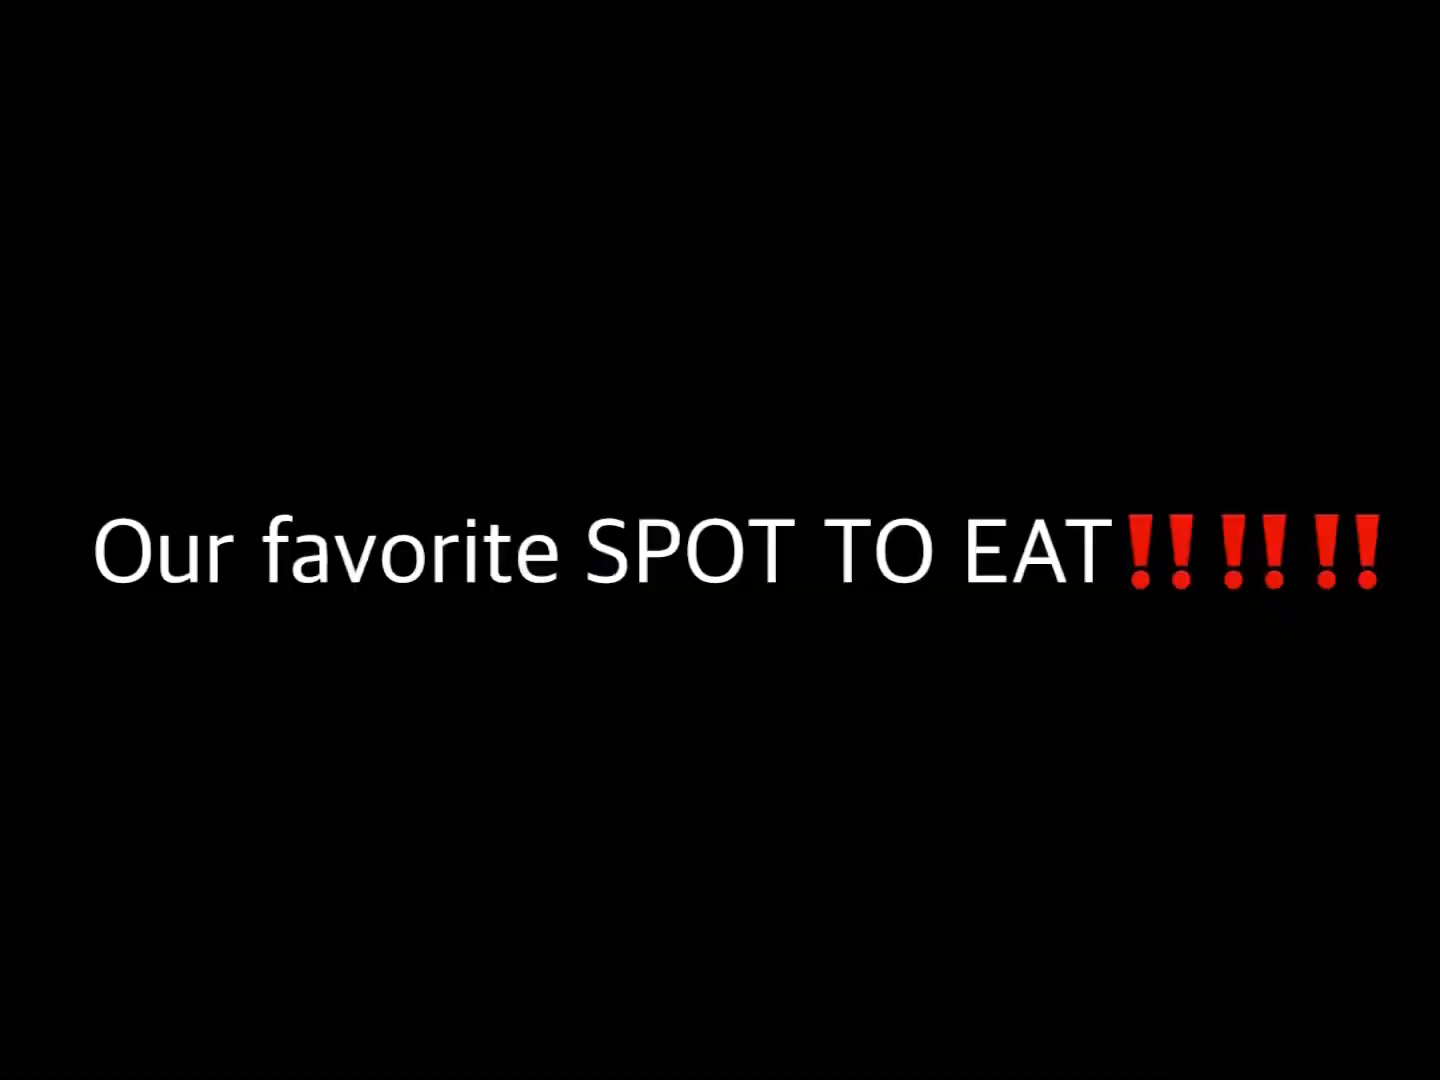 Our favorite SPOT TO EAT‼️‼️‼️